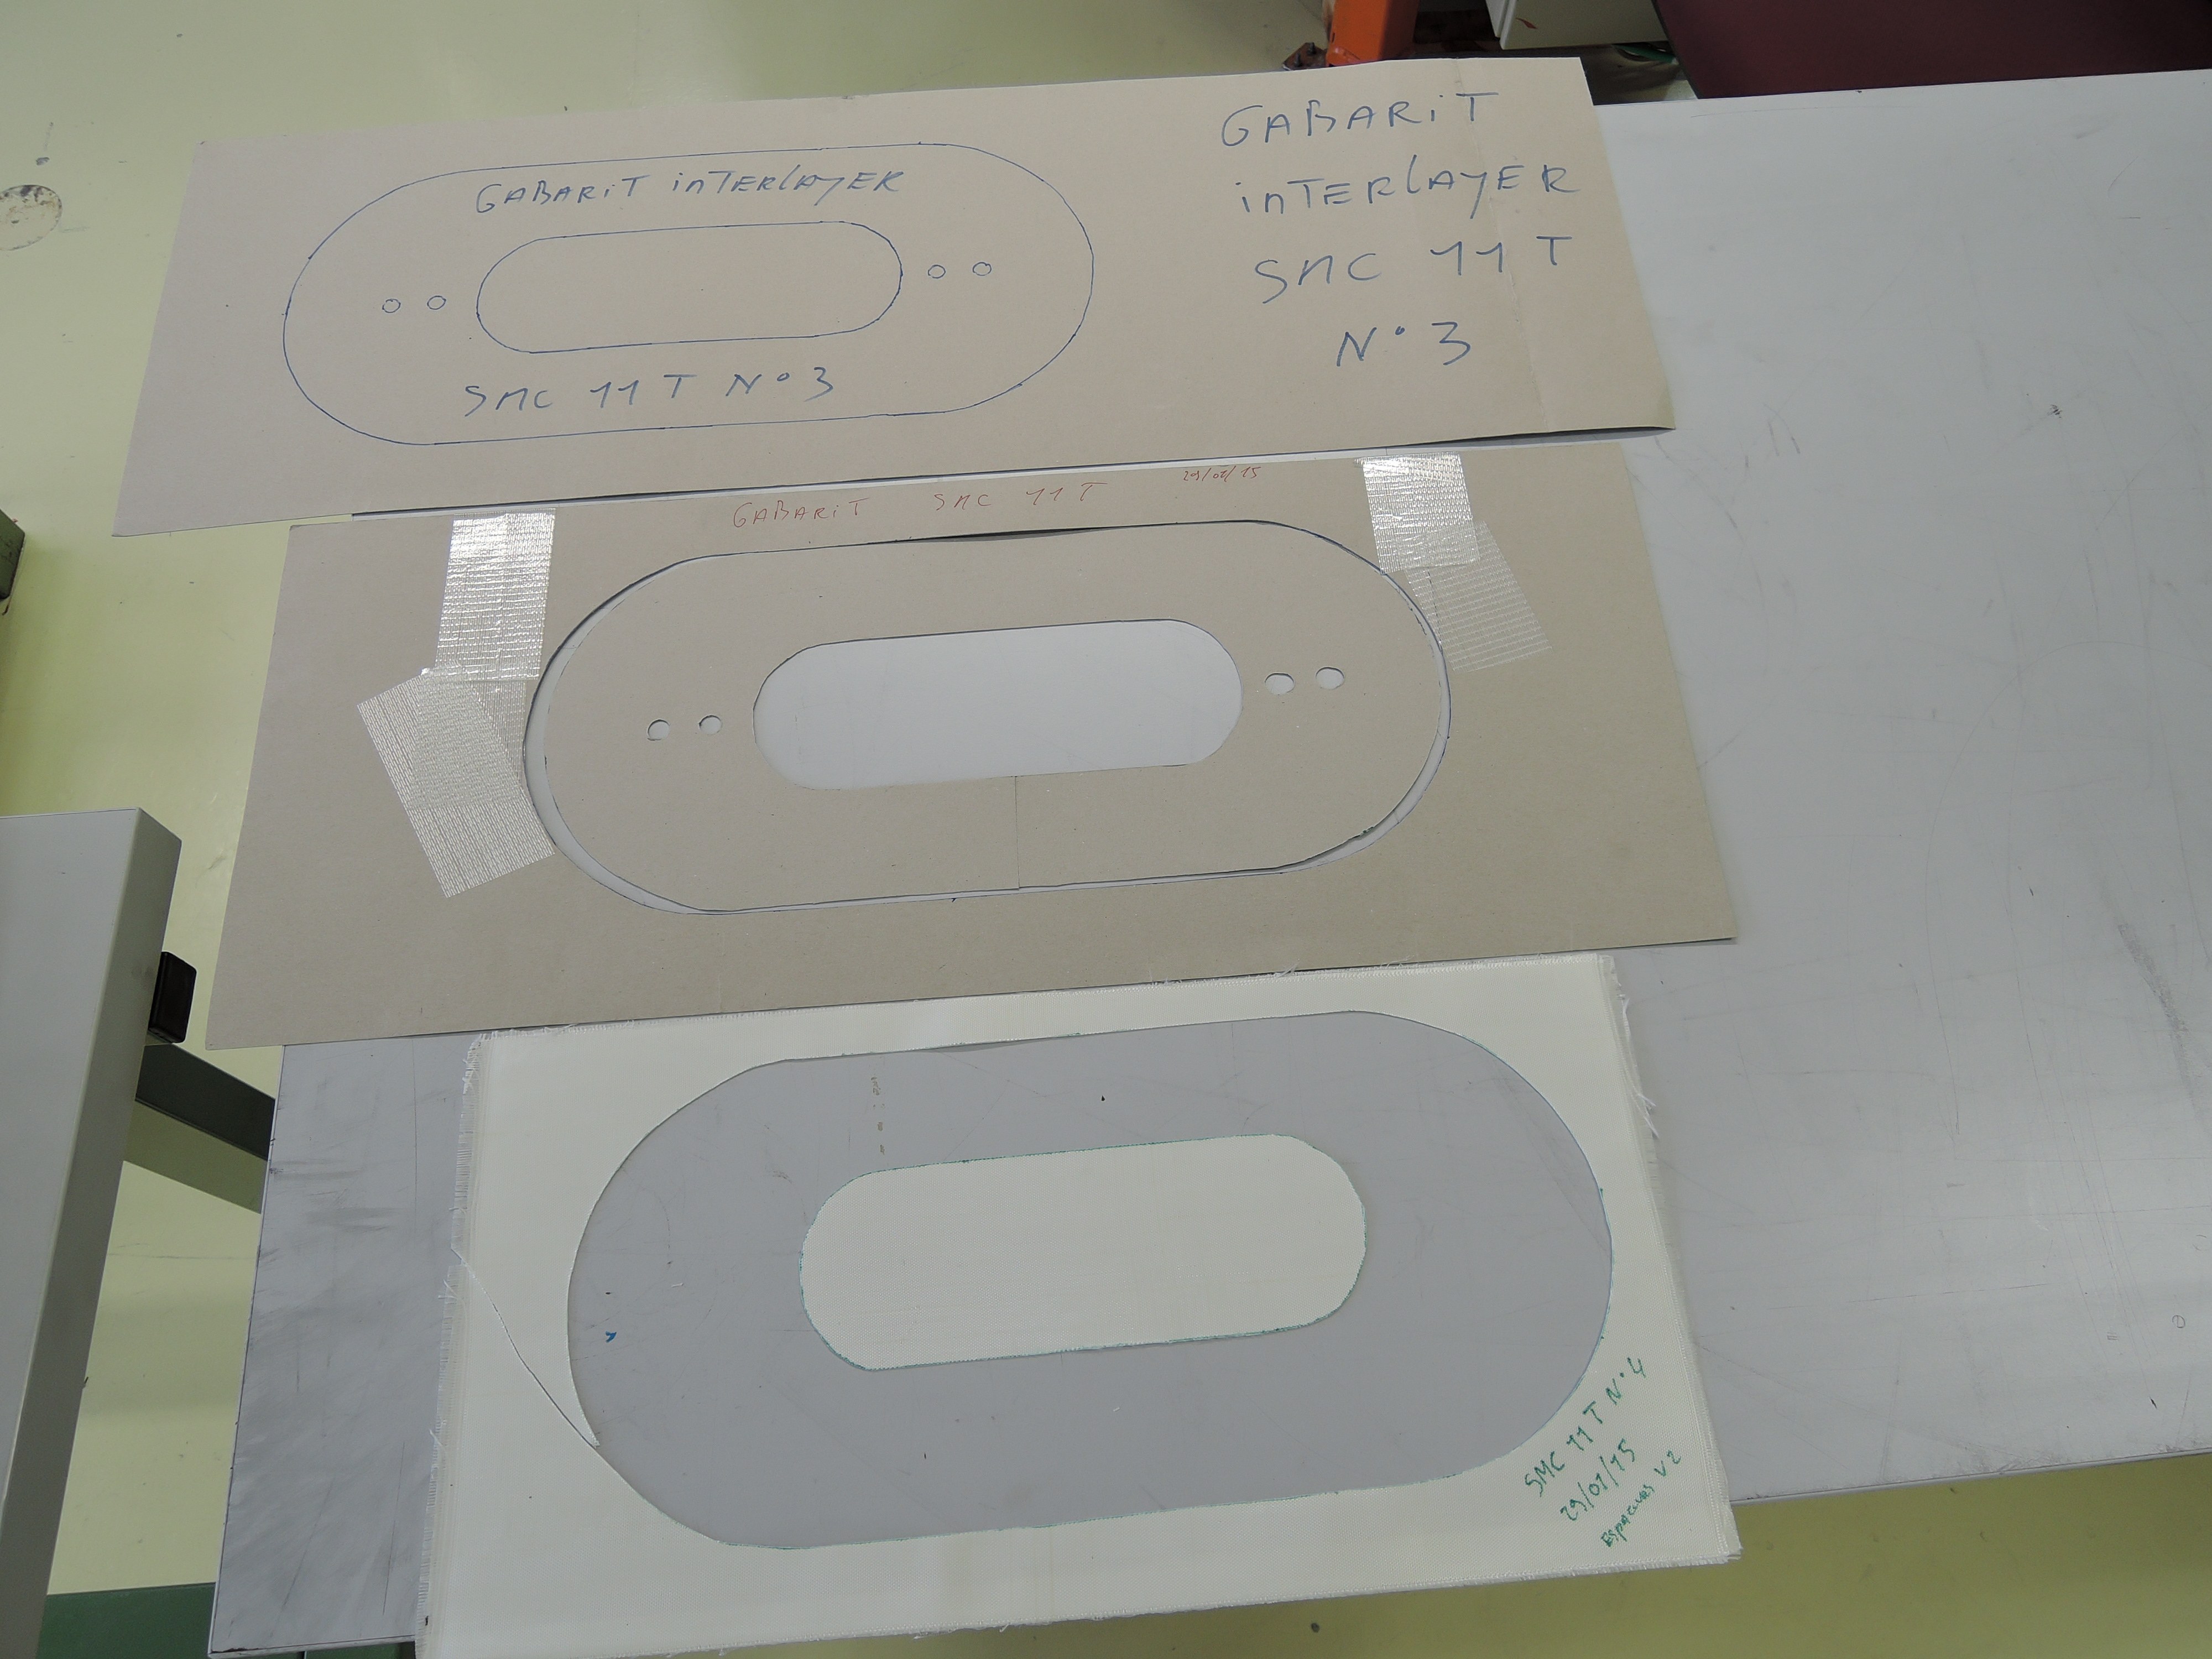 GABARiT
inTERlAyER
SMC 11 T
N° 3
GABARiT inTERlAyER
SMC 11 T N° 3
GABARiT SMC 11 T 29/01/15
SMC 11 T N° 4
29/01/15
V2